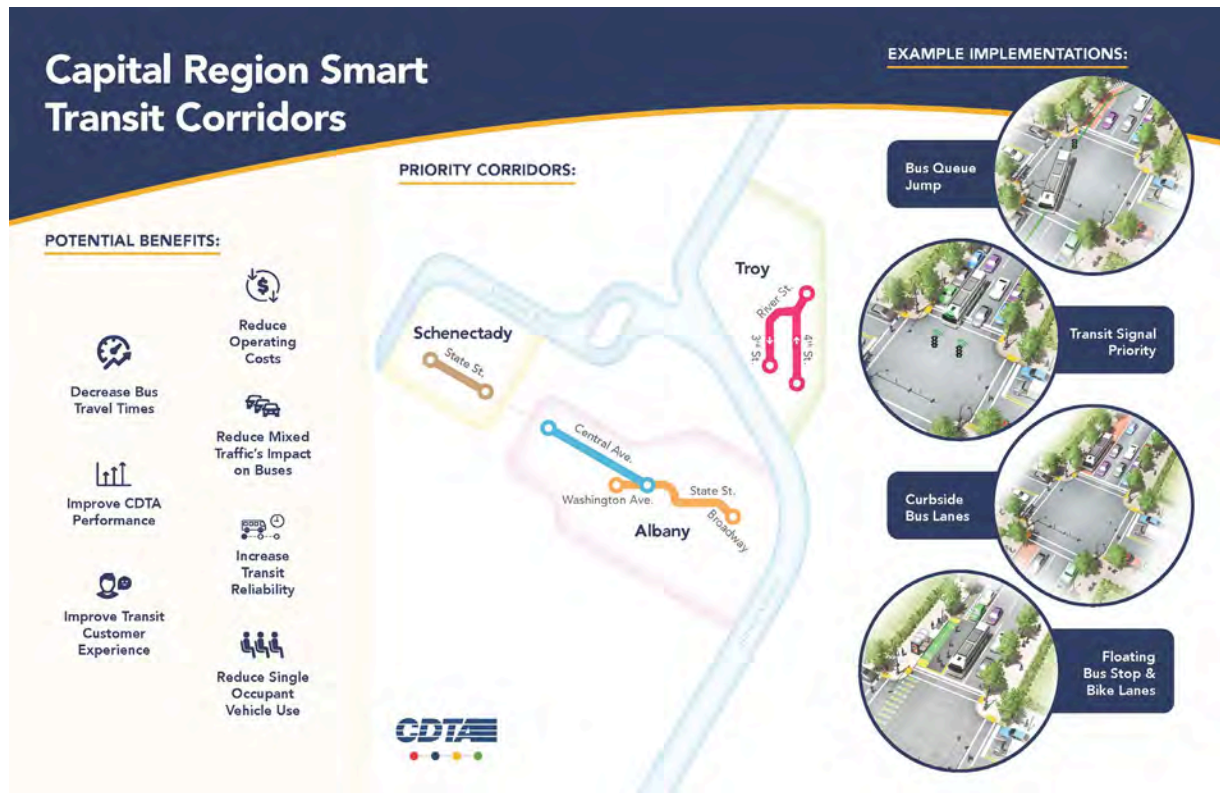 Capital Region Smart
Transit Corridors
POTENTIAL BENEFITS:
Decrease Bus
Travel Times
Improve CDTA
Performance
Improve Transit
Customer
Experience
$
Reduce
Operating
Costs
Reduce Mixed
Traffic's Impact
on Buses
Increase
Transit
Reliability
Reduce Single
Occupant
Vehicle Use
PRIORITY CORRIDORS:
Schenectady
State St.
Troy
River St.
3rd St.
4th St.
Central Ave.
Washington Ave.
State St.
Broadway
Albany
CDTA
EXAMPLE IMPLEMENTATIONS:
Bus Queue
Jump
Transit Signal
Priority
Curbside
Bus Lanes
Floating
Bus Stop &
Bike Lanes